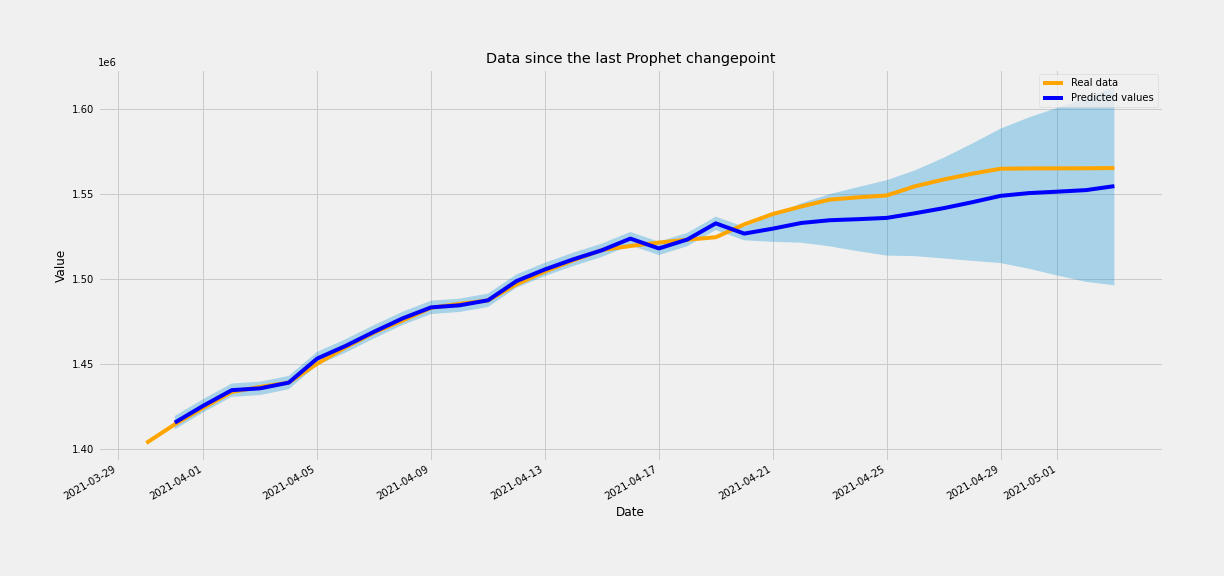 Data since the last Prophet changepoint
1e6
Real data
Predicted values
1.60
1.55
1.50
1.45
1.40
Value
2021-03-29
2021-04-01
2021-04-05
2021-04-09
2021-04-13
2021-04-17
2021-04-21
2021-04-25
2021-04-29
2021-05-01
Date